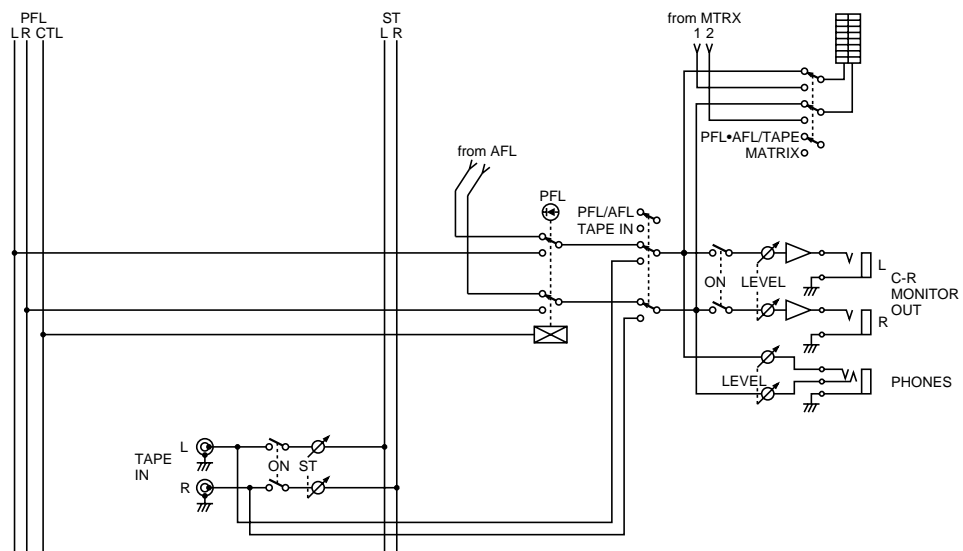 PFL
L R CTL
ST
L R
from MTRX
1 2
PFL•AFL/TAPE
MATRIX
from AFL
PFL
PFL/AFL
TAPE IN
ON
LEVEL
L
C-R
MONITOR
OUT
R
LEVEL
PHONES
TAPE
IN
L
ON
ST
R